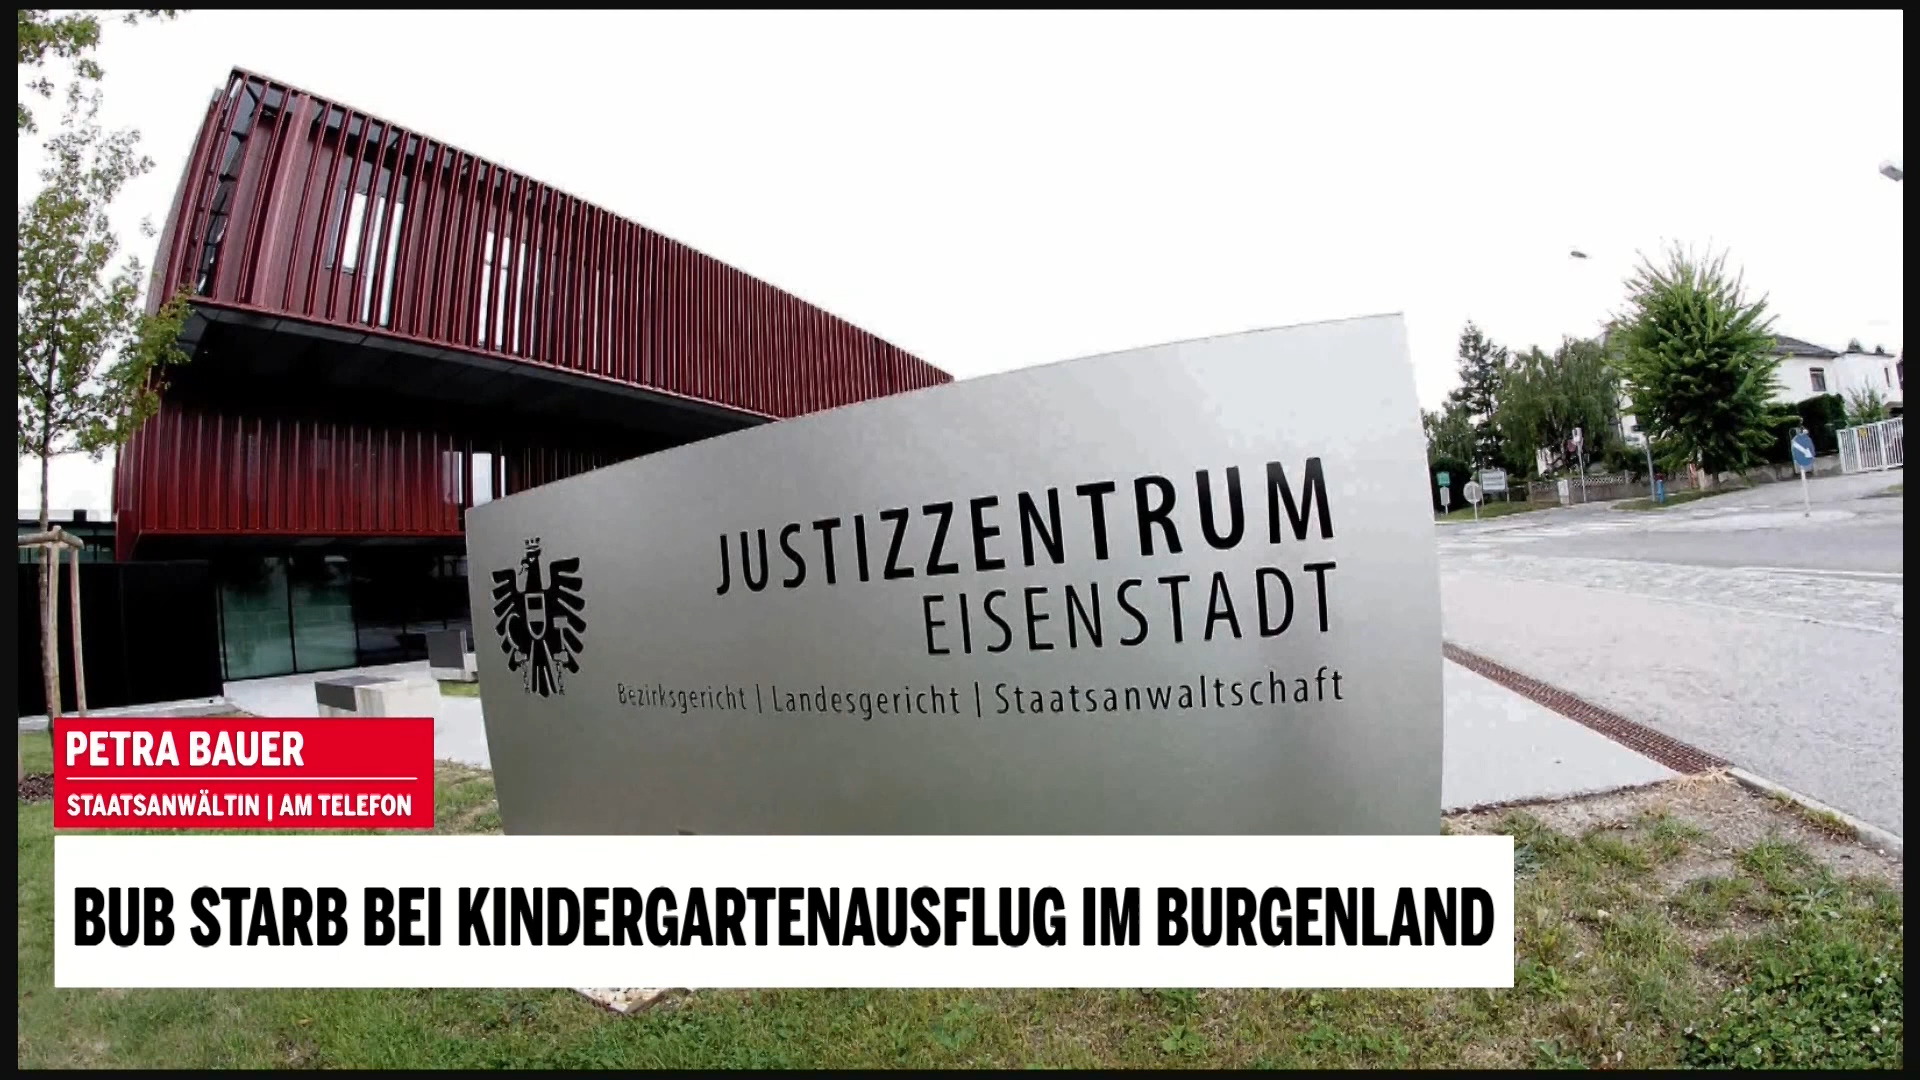 JUSTIZZENTRUM
EISENSTADT
Bezirksgericht | Landesgericht | Staatsanwaltschaft
PETRA BAUER
STAATSANWÄLTIN | AM TELEFON
BUB STARB BEI KINDERGARTENAUSFLUG IM BURGENLAND